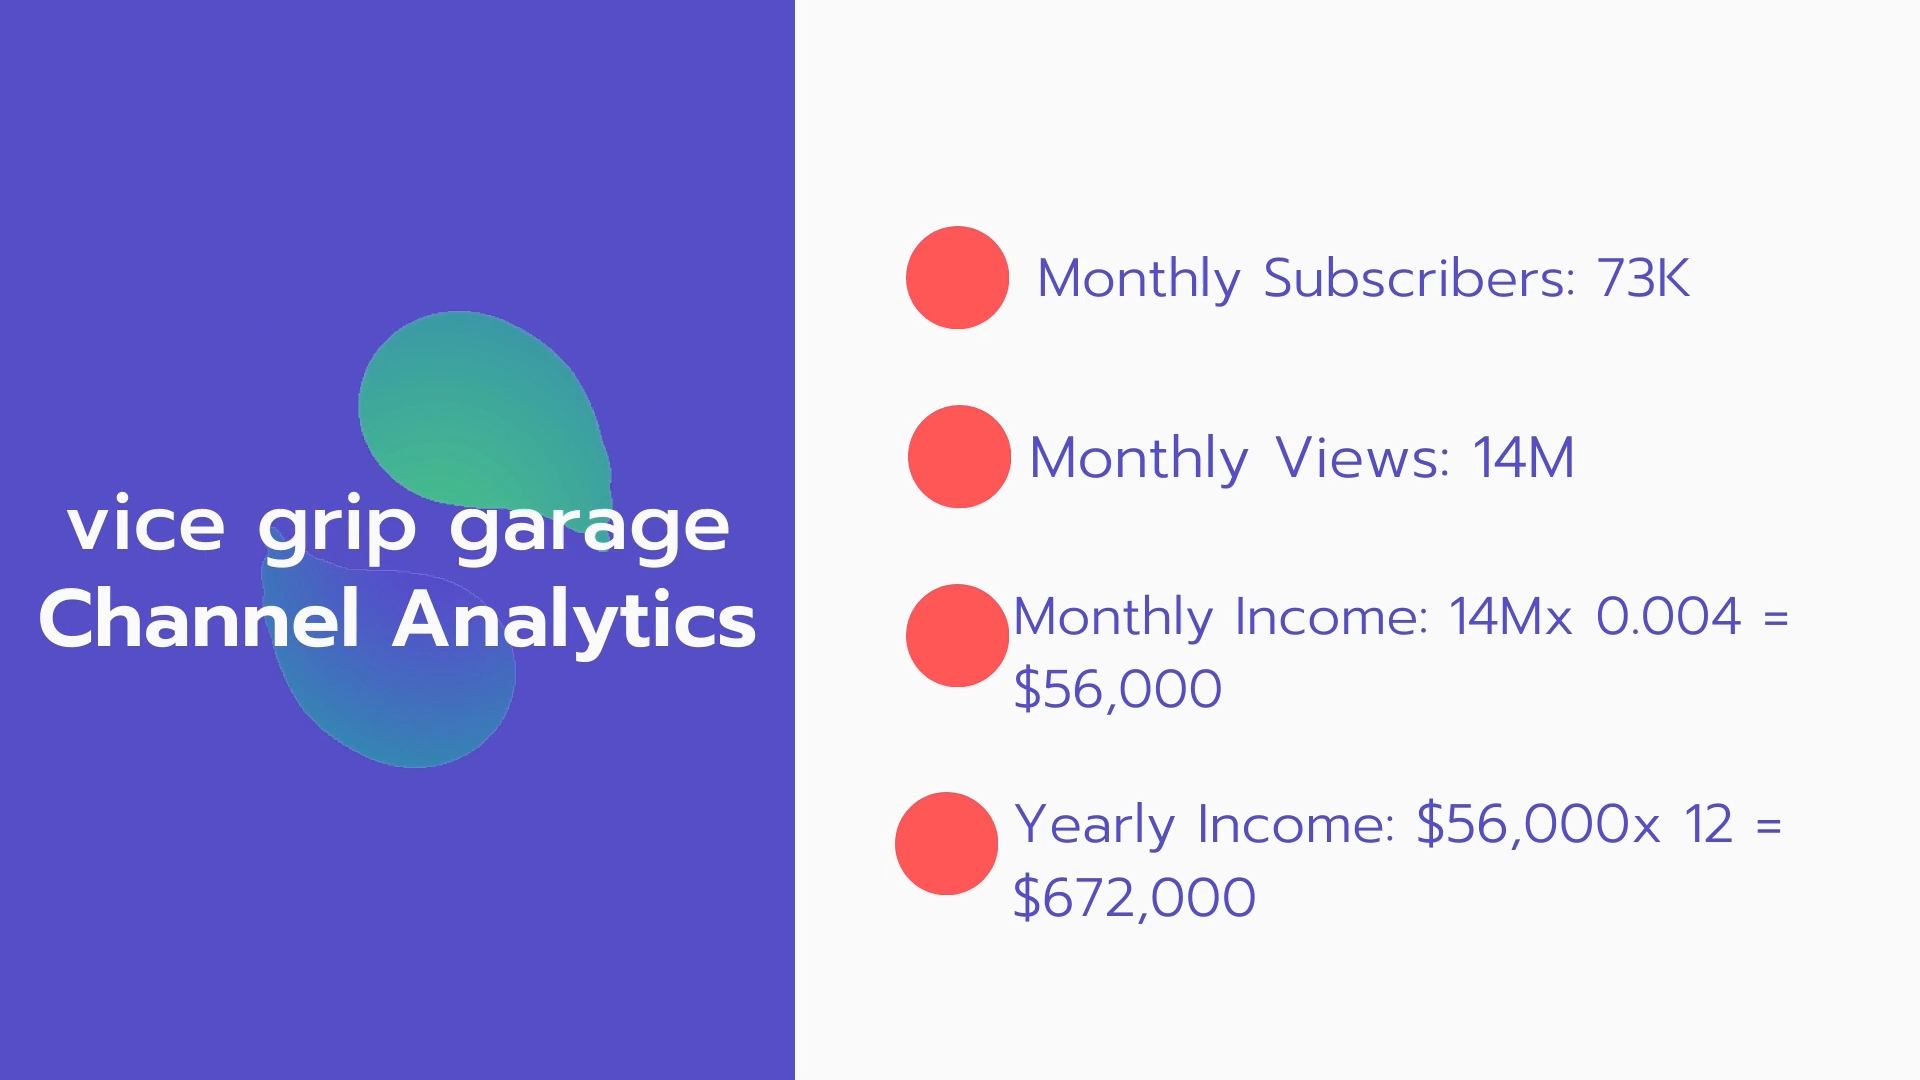 vice grip garage
Channel Analytics
Monthly Subscribers: 73K
Monthly Views: 14M
Monthly Income: 14Mx 0.004 =
$56,000
Yearly Income: $56,000x 12 =
$672,000